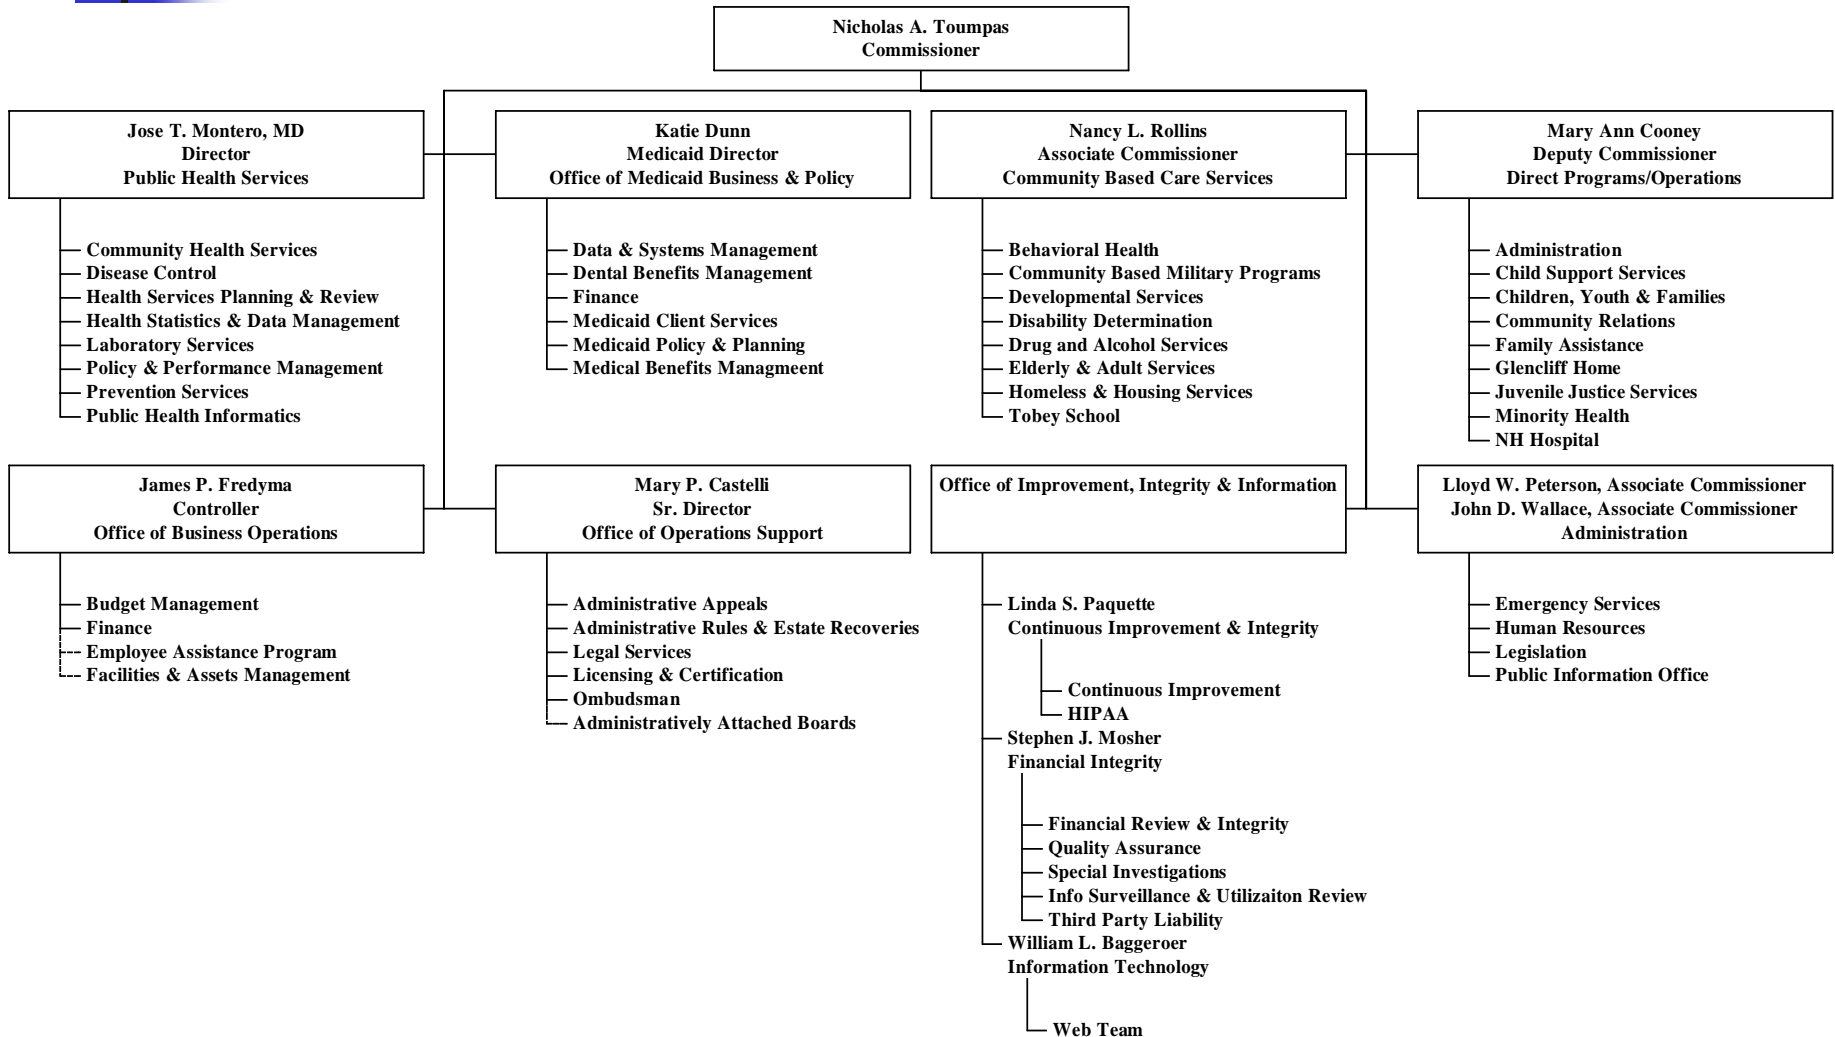 Nicholas A. Toumpas
Commissioner
Jose T. Montero, MD
Director
Public Health Services
Community Health Services
Disease Control
Health Services Planning & Review
Health Statistics & Data Management
Laboratory Services
Policy & Performance Management
Prevention Services
Public Health Informatics
Katie Dunn
Medicaid Director
Office of Medicaid Business & Policy
Data & Systems Management
Dental Benefits Management
Finance
Medicaid Client Services
Medicaid Policy & Planning
Medical Benefits Managmeent
Nancy L. Rollins
Associate Commissioner
Community Based Care Services
Behavioral Health
Community Based Military Programs
Developmental Services
Disability Determination
Drug and Alcohol Services
Elderly & Adult Services
Homeless & Housing Services
Tobey School
Mary Ann Cooney
Deputy Commissioner
Direct Programs/Operations
Administration
Child Support Services
Children, Youth & Families
Community Relations
Family Assistance
Glencliff Home
Juvenile Justice Services
Minority Health
NH Hospital
James P. Fredyma
Controller
Office of Business Operations
Budget Management
Finance
Employee Assistance Program
Facilities & Assets Management
Mary P. Castelli
Sr. Director
Office of Operations Support
Administrative Appeals
Administrative Rules & Estate Recoveries
Legal Services
Licensing & Certification
Ombudsman
Administratively Attached Boards
Office of Improvement, Integrity & Information
Linda S. Paquette
Continuous Improvement & Integrity
Continuous Improvement
HIPAA
Stephen J. Mosher
Financial Integrity
Financial Review & Integrity
Quality Assurance
Special Investigations
Info Surveillance & Utilizaiton Review
Third Party Liability
William L. Baggeroer
Information Technology
Web Team
Lloyd W. Peterson, Associate Commissioner
John D. Wallace, Associate Commissioner
Administration
Emergency Services
Human Resources
Legislation
Public Information Office